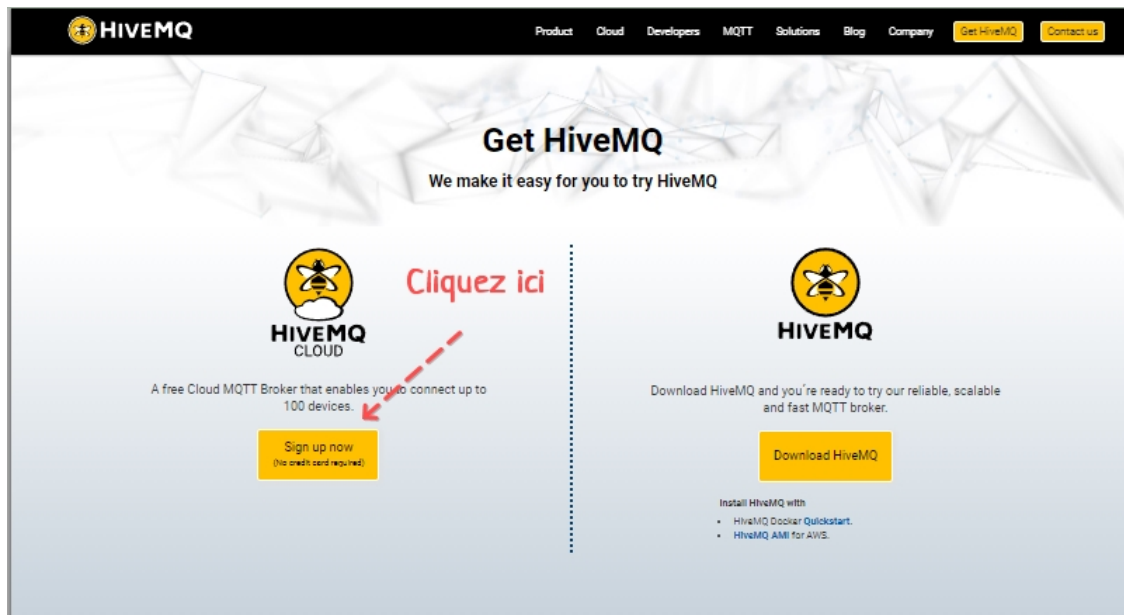 HIVEMQ
Product Cloud Developers MQTT Solutions Blog Company Get HiveMQ Contact us
Get HiveMQ
We make it easy for you to try HiveMQ
Cliquez ici
HIVEMQ
CLOUD
A free Cloud MQTT Broker that enables you to connect up to
100 devices.
Sign up now
(No credit card required)
HIVEMQ
Download HiveMQ and you're ready to try our reliable, scalable
and fast MQTT broker.
Download HiveMQ
Install HiveMQ with
• HiveMQ Docker Quickstart.
• HiveMQ AMI for AWS.